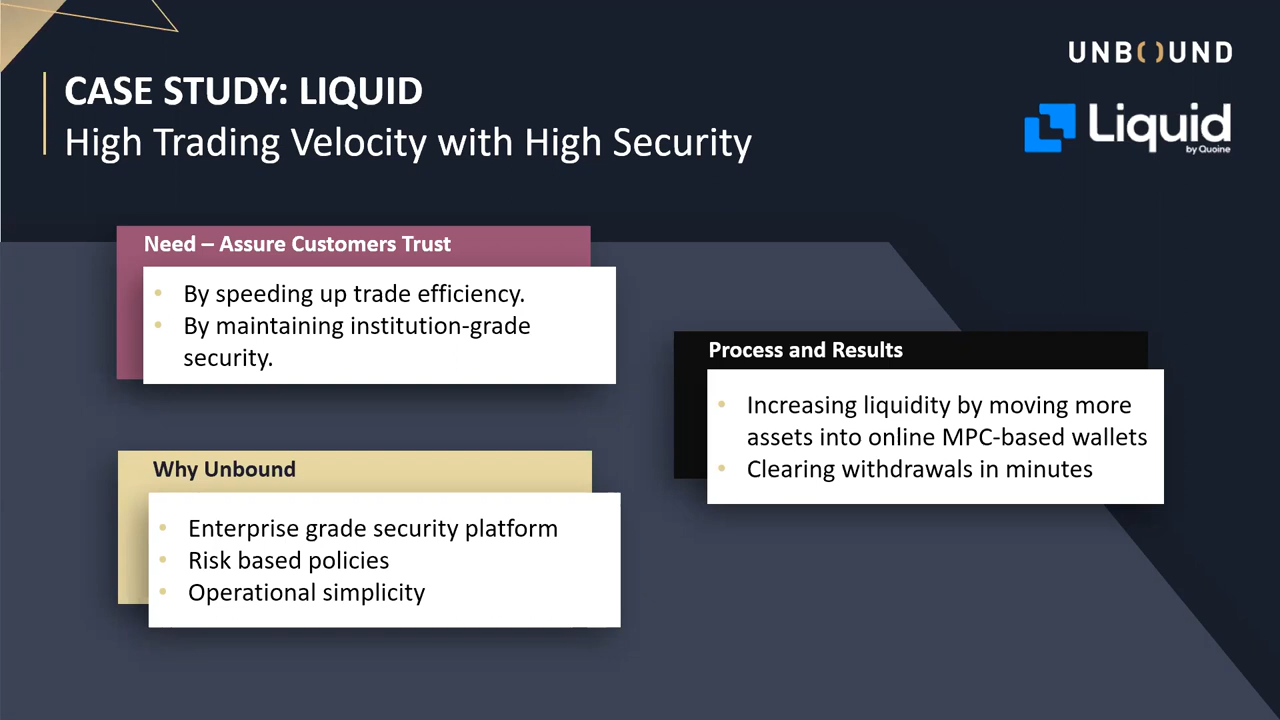 UNBOUND
CASE STUDY: LIQUID
High Trading Velocity with High Security
Liquid
by Quoine
Need – Assure Customers Trust
• By speeding up trade efficiency.
• By maintaining institution-grade
security.
Why Unbound
• Enterprise grade security platform
• Risk based policies
• Operational simplicity
Process and Results
• Increasing liquidity by moving more
assets into online MPC-based wallets
• Clearing withdrawals in minutes